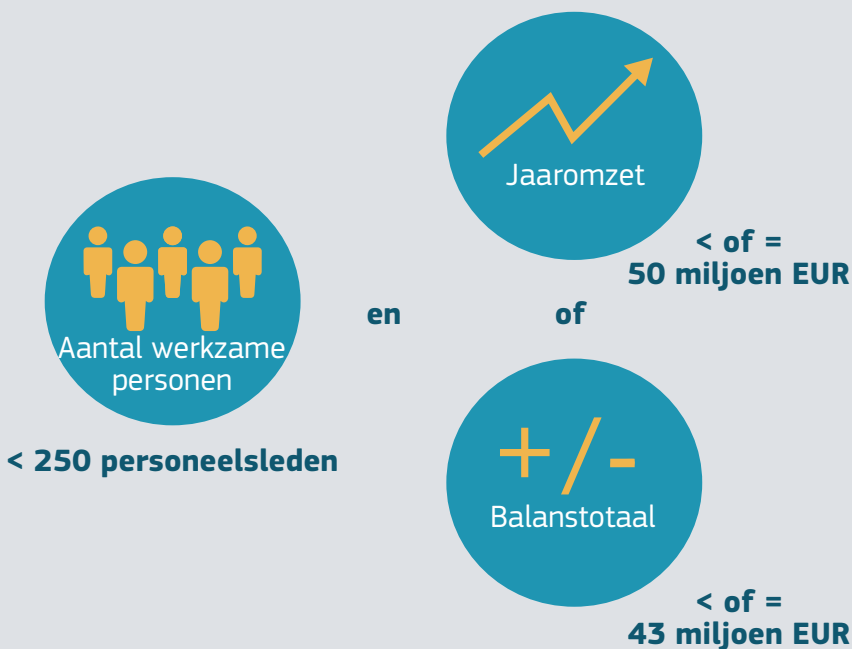 Aantal werkzame
personen
< 250 personeelsleden
en
Jaaromzet
< of =
50 miljoen EUR
of
+/-
Balanstotaal
< of =
43 miljoen EUR